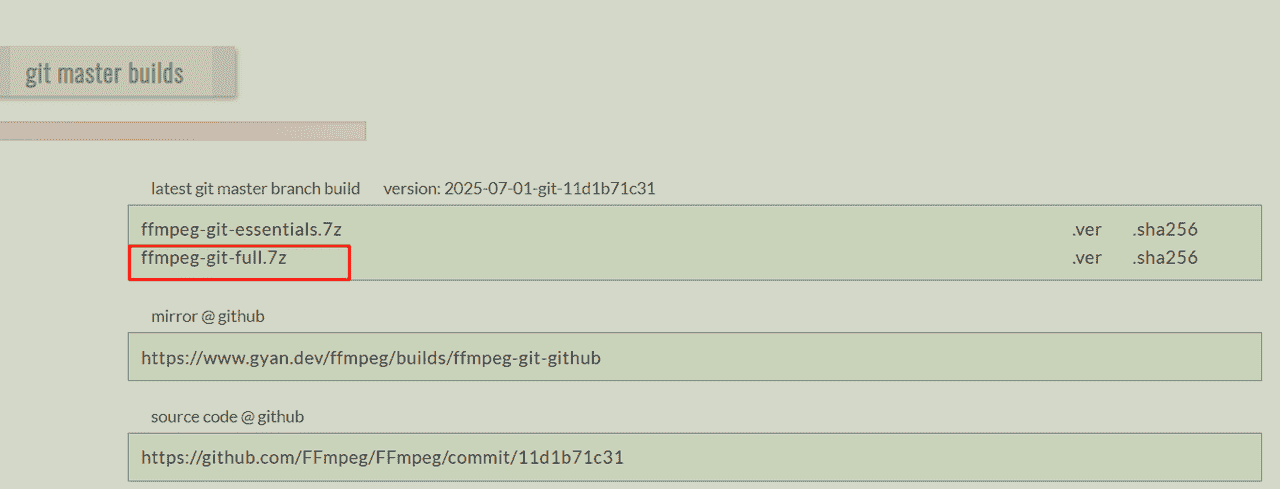 git master builds
latest git master branch build version: 2025-07-01-git-11d1b71c31
ffmpeg-git-essentials.7z .ver .sha256
ffmpeg-git-full.7z .ver .sha256
mirror @ github
https://www.gyan.dev/ffmpeg/builds/ffmpeg-git-github
source code @ github
https://github.com/FFmpeg/FFmpeg/commit/11d1b71c31